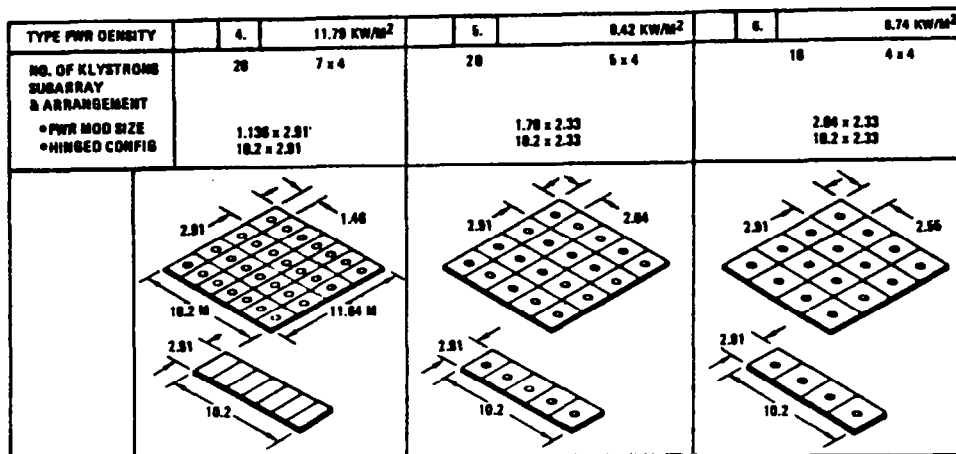 TYPE PWR DENSITY 4. 11.79 KW/M² 5. 8.42 KW/M² 6. 6.74 KW/M²
NO. OF KLYSTRONS 28 7 x 4 20 5 x 4 16 4 x 4
SUBARRAY
& ARRANGEMENT
• PWR MOD SIZE 1.136 x 2.91' 1.70 x 2.33 2.04 x 2.33
• HINGED CONFIG 10.2 x 2.91 10.2 x 2.33 10.2 x 2.33
2.91 1.46 2.91 2.04 2.91 2.55
10.2 M 11.64 M
2.91 2.91 2.91
10.2 10.2 10.2